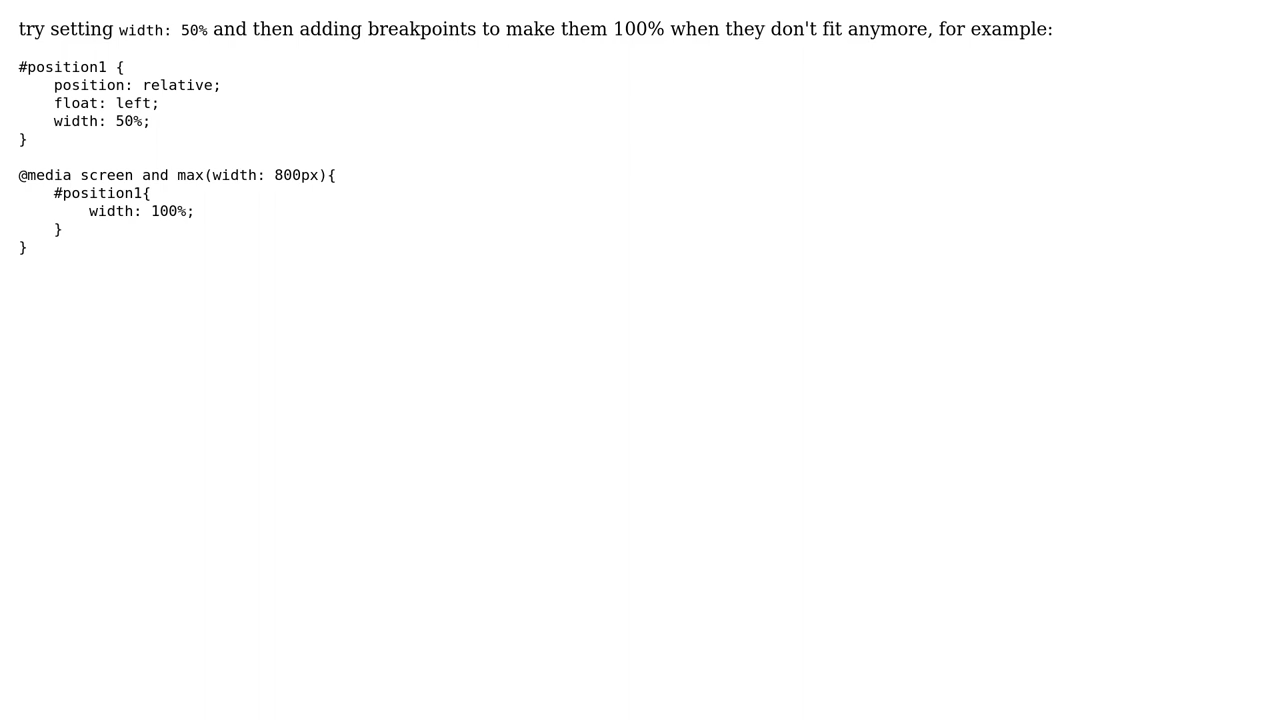 try setting width: 50% and then adding breakpoints to make them 100% when they don't fit anymore, for example:
#position1 {
    position: relative;
    float: left;
    width: 50%;
}
@media screen and max(width: 800px){
    #position1{
        width: 100%;
    }
}